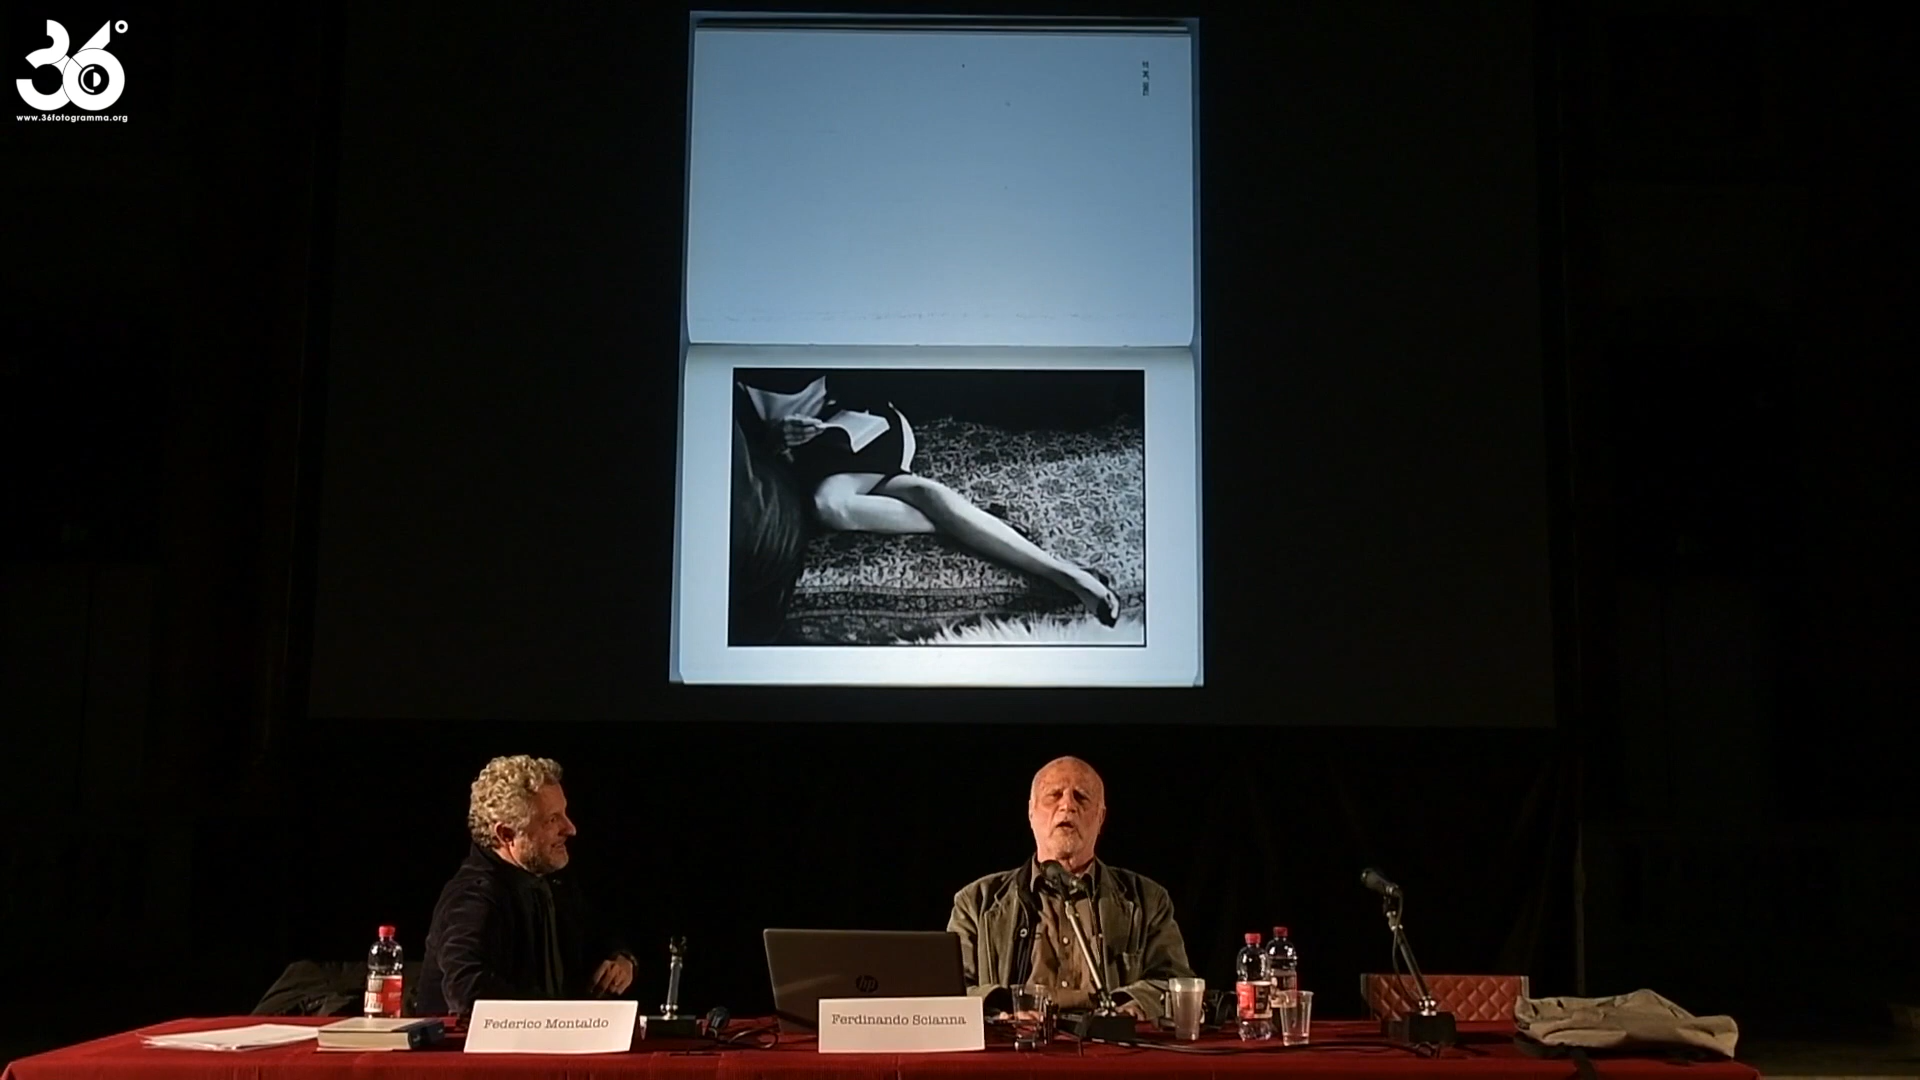 36°
www.36fotogramma.org
hp
Federico Montaldo
Ferdinando Scianna